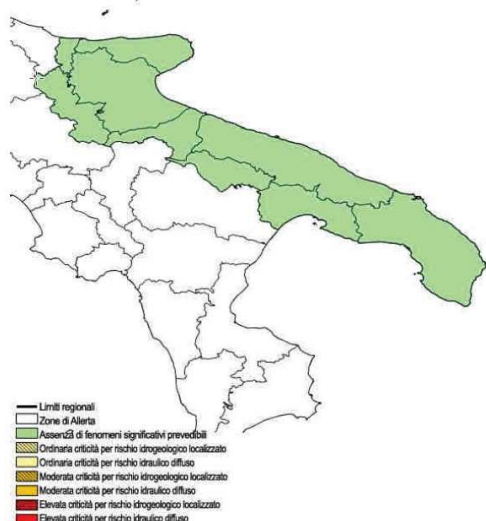 Limiti regionali
Zone di Allerta
Assenza di fenomeni significativi prevedibili
Ordinaria criticità per rischio idrogeologico localizzato
Ordinaria criticità per rischio idraulico diffuso
Moderata criticità per rischio idrogeologico localizzato
Moderata criticità per rischio idraulico diffuso
Elevata criticità per rischio idrogeologico localizzato
Elevata criticità per rischio idraulico diffuso